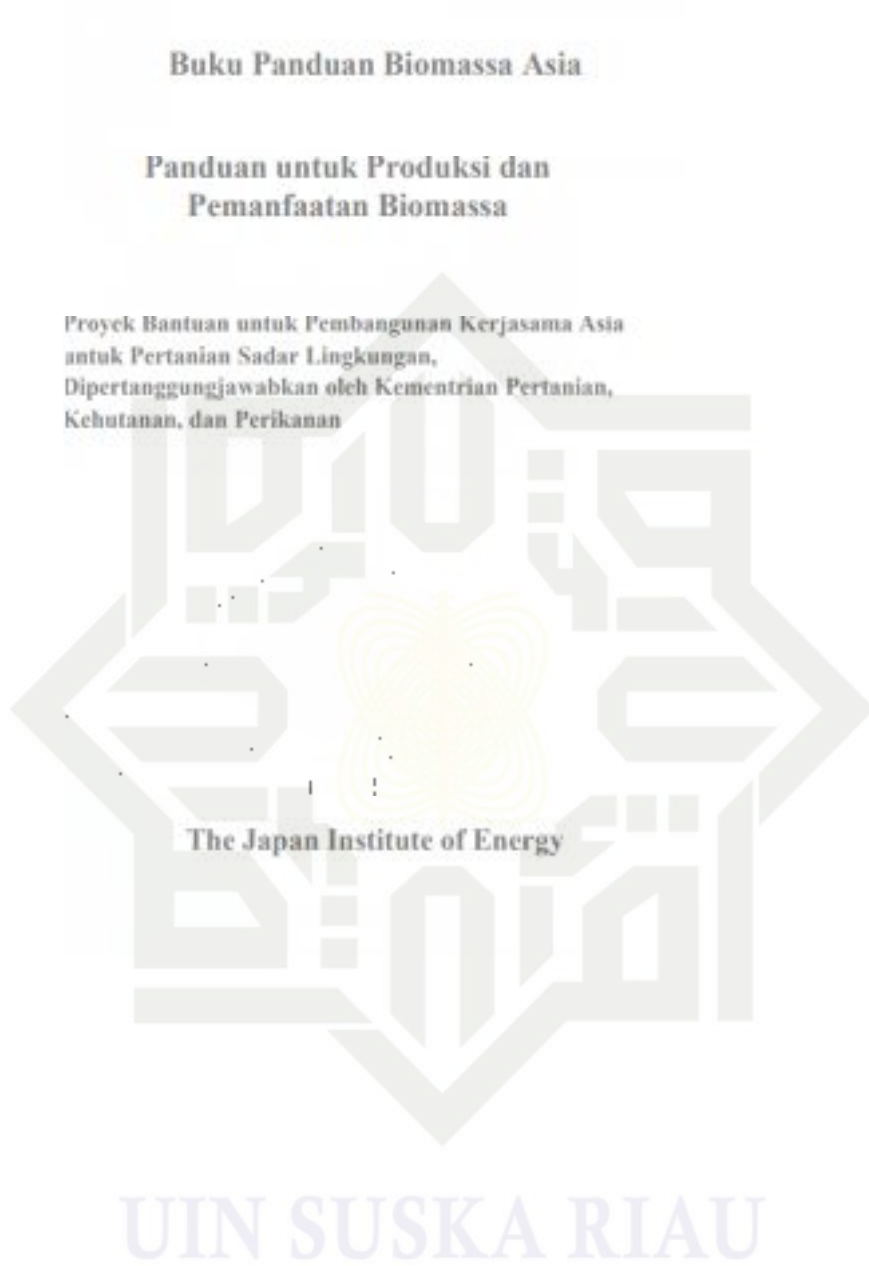 Buku Panduan Biomassa Asia
Panduan untuk Produksi dan
Pemanfaatan Biomassa
Proyek Bantuan untuk Pembangunan Kerjasama Asia
untuk Pertanian Sadar Lingkungan,
Dipertanggungjawabkan oleh Kementrian Pertanian,
Kehutanan, dan Perikanan
The Japan Institute of Energy
UIN SUSKA RIAU